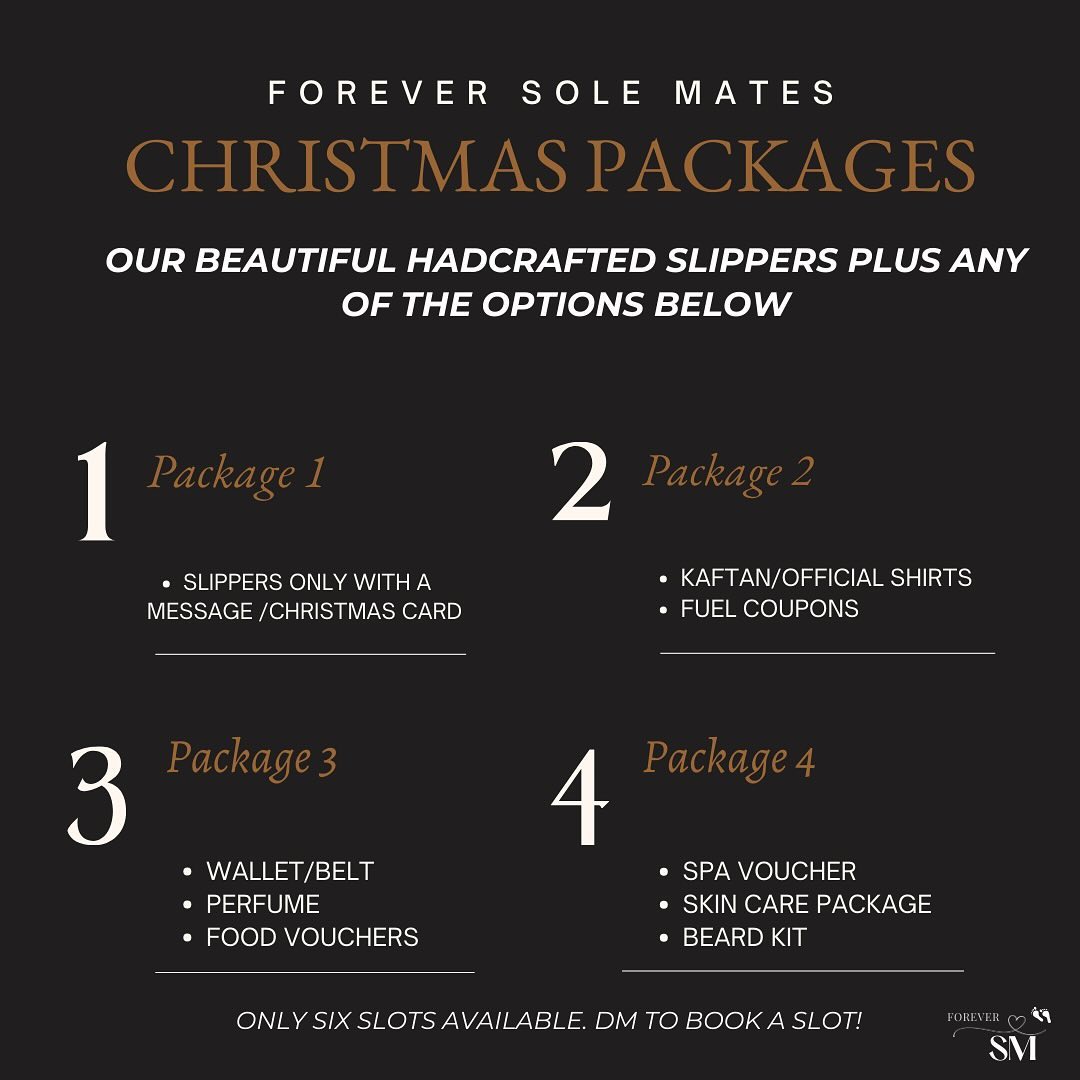 FOREVER SOLE MATES
CHRISTMAS PACKAGES
OUR BEAUTIFUL HADCRAFTED SLIPPERS PLUS ANY
OF THE OPTIONS BELOW
1 Package 1
• SLIPPERS ONLY WITH A
MESSAGE /CHRISTMAS CARD
2 Package 2
• KAFTAN/OFFICIAL SHIRTS
• FUEL COUPONS
3 Package 3
• WALLET/BELT
• PERFUME
• FOOD VOUCHERS
4 Package 4
• SPA VOUCHER
• SKIN CARE PACKAGE
• BEARD KIT
ONLY SIX SLOTS AVAILABLE. DM TO BOOK A SLOT!
FOREVER
SM